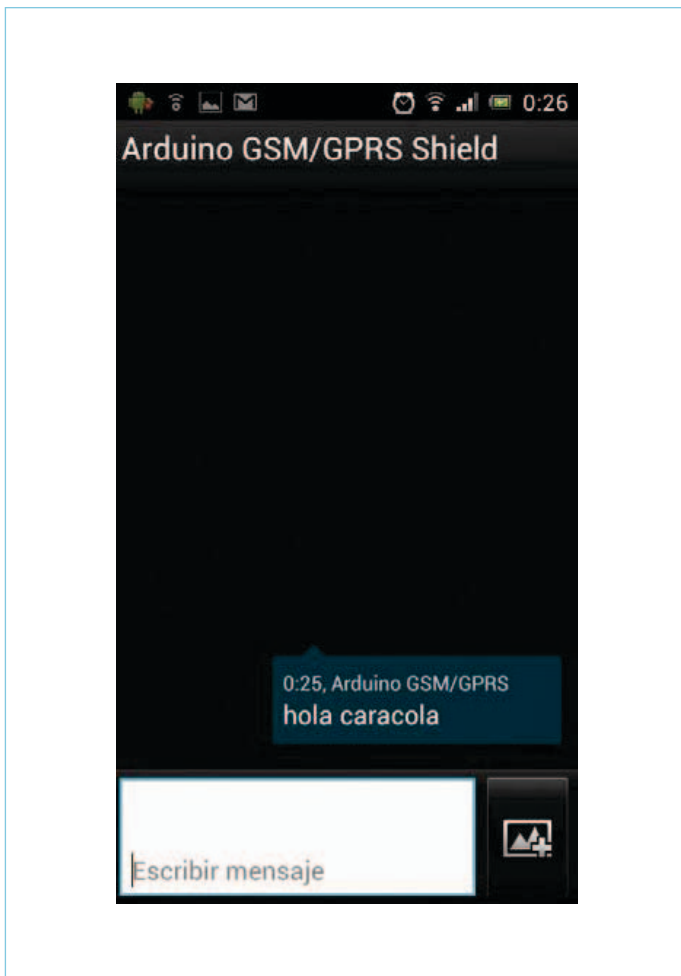 0:26
Arduino GSM/GPRS Shield
0:25, Arduino GSM/GPRS
hola caracola
Escribir mensaje